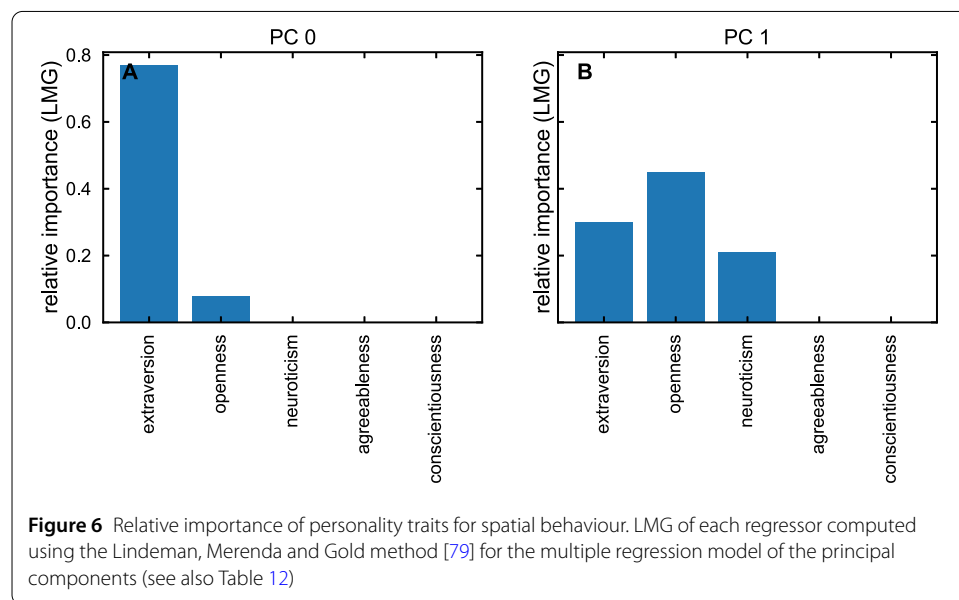 PC 0
PC 1
A
B
relative importance (LMG)
0.8
0.6
0.4
0.2
0.0
relative importance (LMG)
extraversion
openness
neuroticism
agreeableness
conscientiousness
extraversion
openness
neuroticism
agreeableness
conscientiousness
Figure 6 Relative importance of personality traits for spatial behaviour. LMG of each regressor computed
using the Lindeman, Merenda and Gold method [79] for the multiple regression model of the principal
components (see also Table 12)